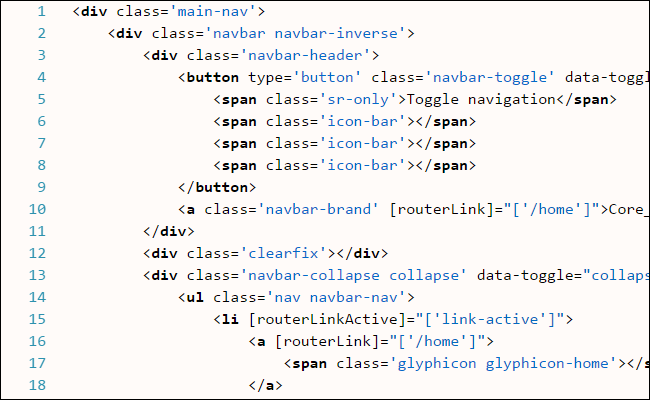 1 <div class='main-nav'>
2 <div class='navbar navbar-inverse'>
3 <div class='navbar-header'>
4 <button type='button' class='navbar-toggle' data-toggl
5 <span class='sr-only'>Toggle navigation</span>
6 <span class='icon-bar'></span>
7 <span class='icon-bar'></span>
8 <span class='icon-bar'></span>
9 </button>
10 <a class='navbar-brand' [routerLink]="['/home']">Core_
11 </div>
12 <div class='clearfix'></div>
13 <div class='navbar-collapse collapse' data-toggle="collaps
14 <ul class='nav navbar-nav'>
15 <li [routerLinkActive]="['link-active']">
16 <a [routerLink]="['/home']">
17 <span class='glyphicon glyphicon-home'></s
18 </a>